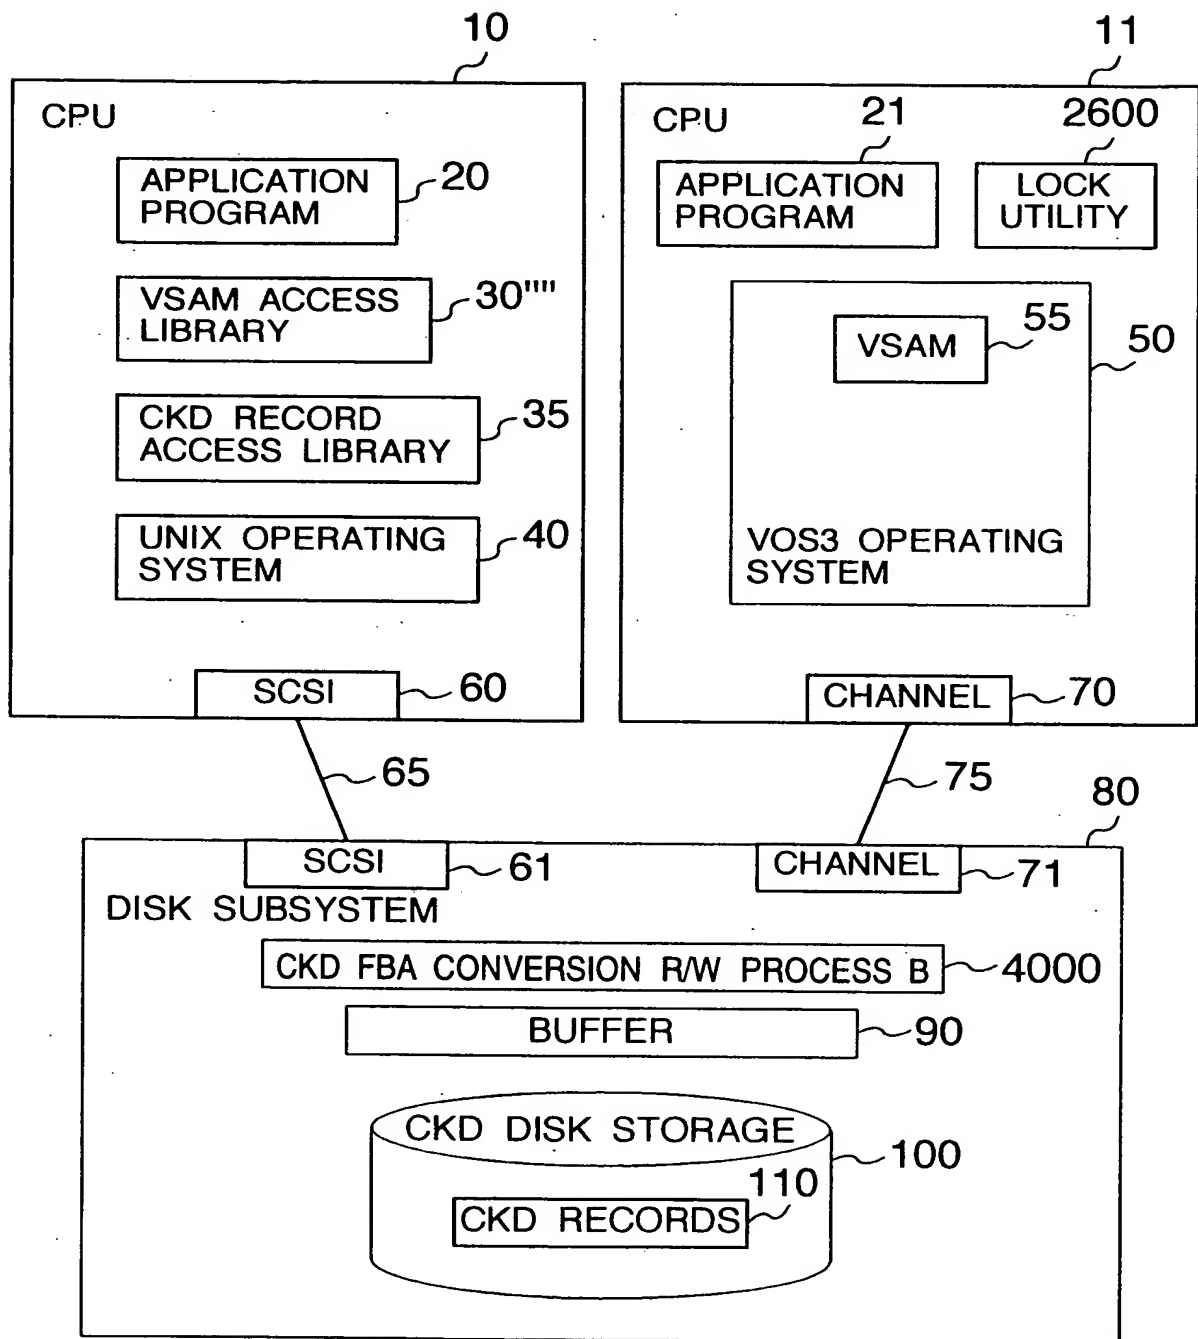 10
11
CPU
APPLICATION
PROGRAM
20
VSAM ACCESS
LIBRARY
30''''
CKD RECORD
ACCESS LIBRARY
35
UNIX OPERATING
SYSTEM
40
SCSI
60
CPU
21
2600
APPLICATION
PROGRAM
LOCK
UTILITY
VSAM
55
50
VOS3 OPERATING
SYSTEM
CHANNEL
70
65
75
80
SCSI
61
CHANNEL
71
DISK SUBSYSTEM
CKD FBA CONVERSION R/W PROCESS B
4000
BUFFER
90
CKD DISK STORAGE
100
110
CKD RECORDS